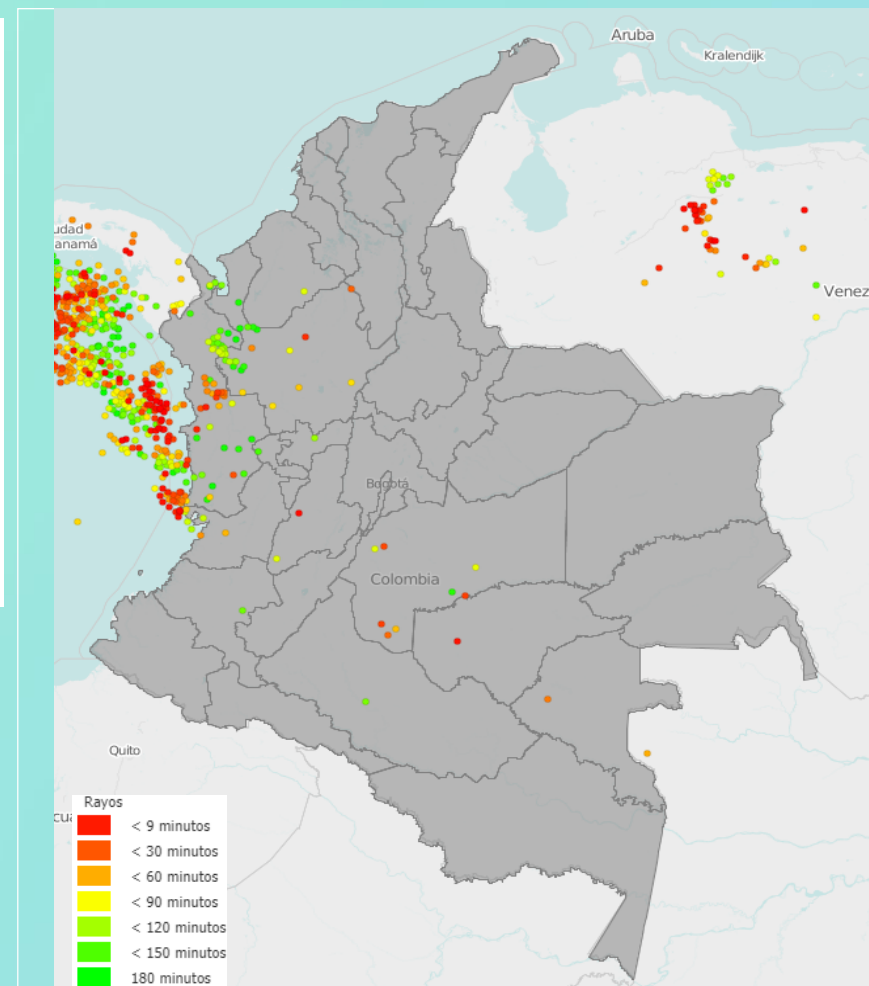 Aruba
Kralendijk
udad
anamá
Venez
Bogotá
Colombia
Quito
cua
Rayos
< 9 minutos
< 30 minutos
< 60 minutos
< 90 minutos
< 120 minutos
< 150 minutos
180 minutos